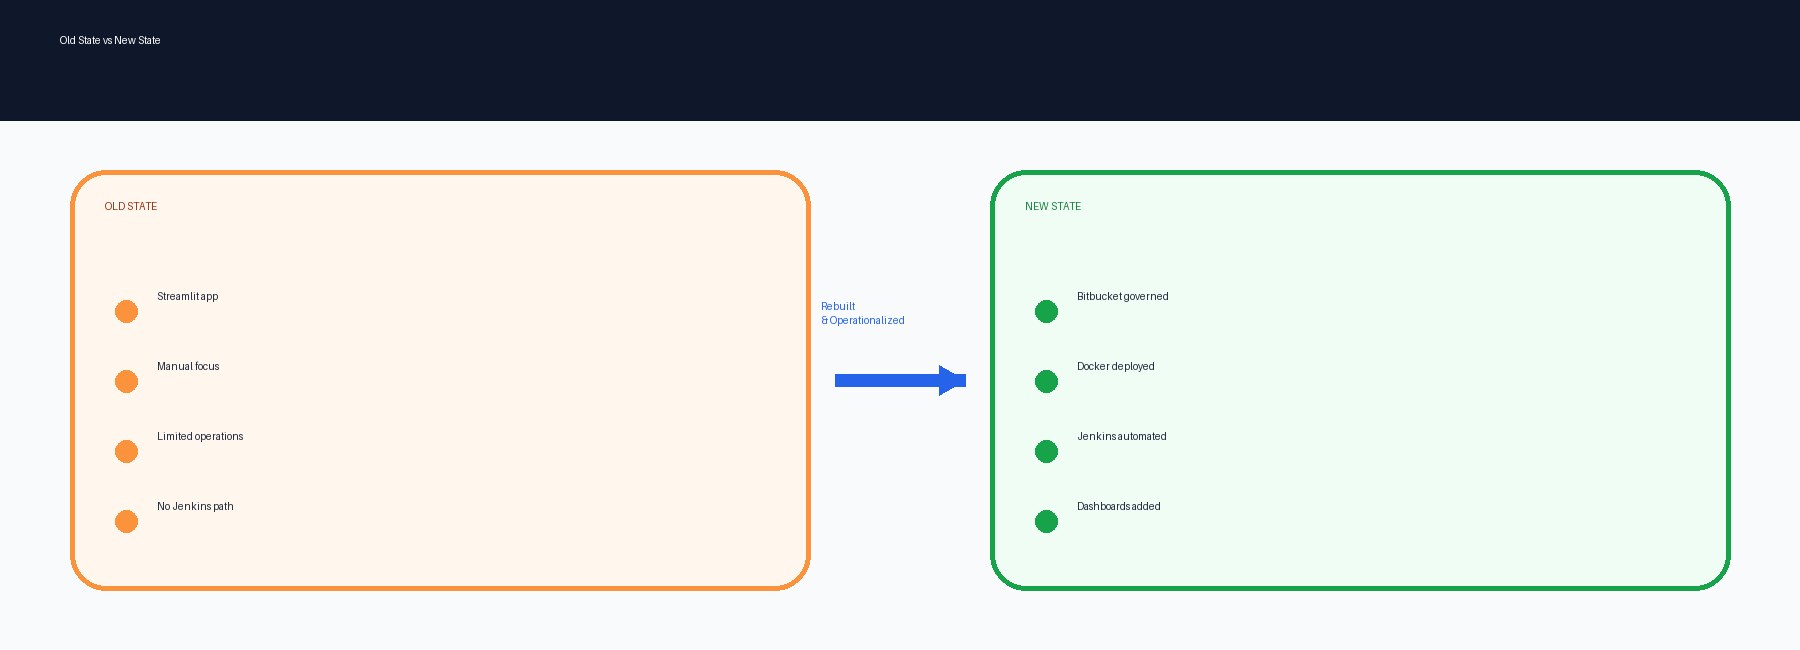 Old State vs New State
OLD STATE
Streamlit app
Manual focus
Limited operations
No Jenkins path
Rebuilt
& Operationalized
NEW STATE
Bitbucket governed
Docker deployed
Jenkins automated
Dashboards added